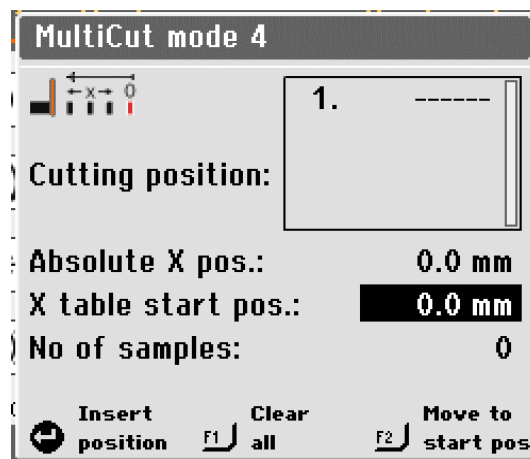 MultiCut mode 4
x 0
1. ------
Cutting position:
Absolute X pos.: 0.0 mm
X table start pos.: 0.0 mm
No of samples: 0
Insert position
F1 Clear all
F2 Move to start pos